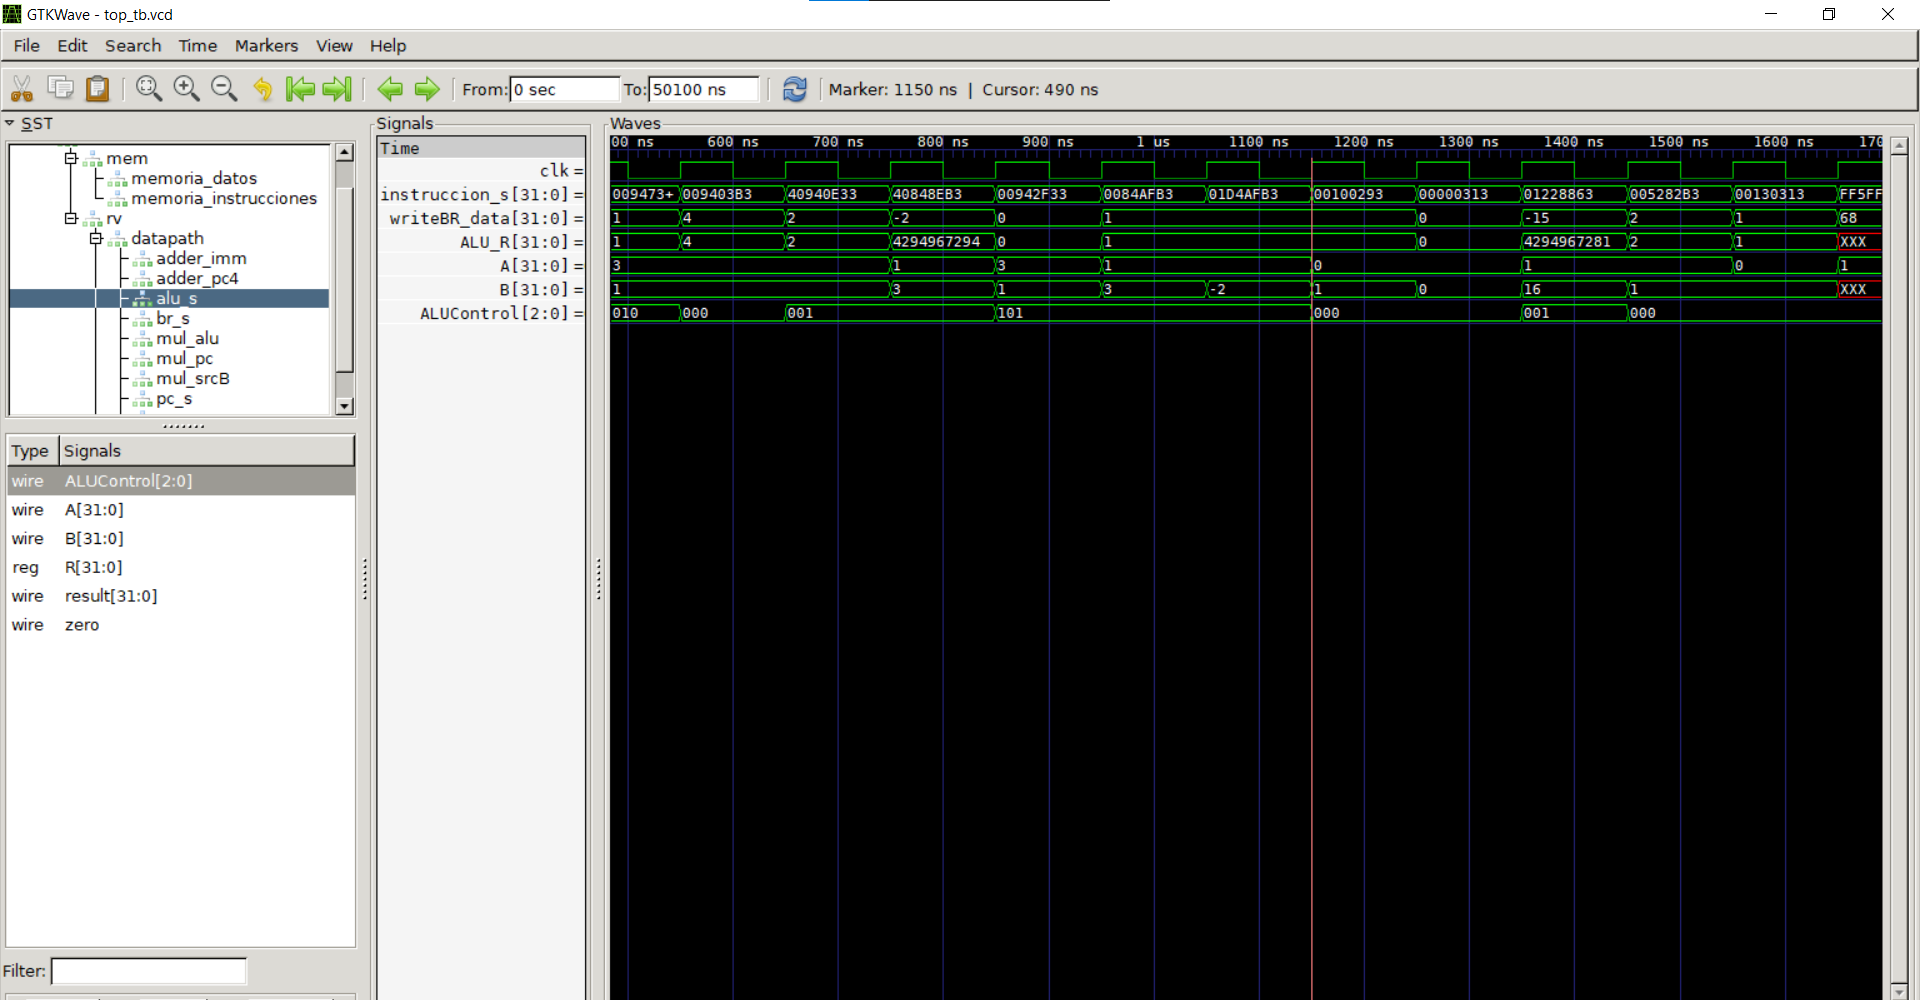 GTKWave - top_tb.vcd
File Edit Search Time Markers View Help
From: 0 sec To: 50100 ns Marker: 1150 ns | Cursor: 490 ns
SST
mem
memoria_datos
memoria_instrucciones
rv
datapath
adder_imm
adder_pc4
alu_s
br_s
mul_alu
mul_pc
mul_srcB
pc_s
Type Signals
wire ALUControl[2:0]
wire A[31:0]
wire B[31:0]
reg R[31:0]
wire result[31:0]
wire zero
Filter:
Signals
Time
clk =
instruccion_s[31:0] =
writeBR_data[31:0] =
ALU_R[31:0] =
A[31:0] =
B[31:0] =
ALUControl[2:0] =
Waves
00 ns 600 ns 700 ns 800 ns 900 ns 1 us 1100 ns 1200 ns 1300 ns 1400 ns 1500 ns 1600 ns 170
009473+ 009403B3 40940E33 40848EB3 00942F33 0084AFB3 01D4AFB3 00100293 00000313 01228863 005282B3 00130313 FF5FF
1 4 2 -2 0 1 0 -15 2 1 68
1 4 2 4294967294 0 1 0 4294967281 2 1 XXX
3 1 3 1 0 1 0 1
1 3 1 3 -2 1 0 16 1 XXX
010 000 001 101 000 001 000